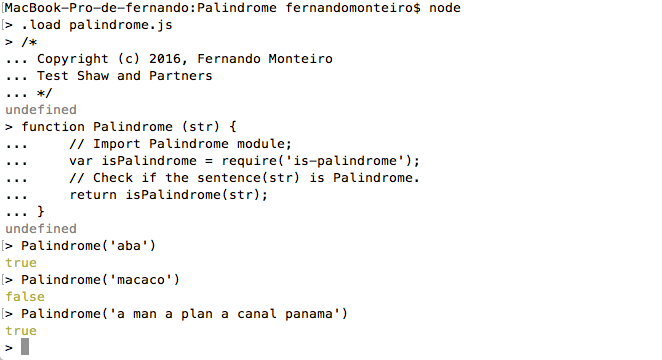 [MacBook-Pro-de-fernando:Palindrome fernandomonteiro$ node
> .load palindrome.js
> /*
... Copyright (c) 2016, Fernando Monteiro
... Test Shaw and Partners
... */
undefined
> function Palindrome (str) {
...     // Import Palindrome module;
...     var isPalindrome = require('is-palindrome');
...     // Check if the sentence(str) is Palindrome.
...     return isPalindrome(str);
... }
undefined
[> Palindrome('aba')
true
[> Palindrome('macaco')
false
[> Palindrome('a man a plan a canal panama')
true
>